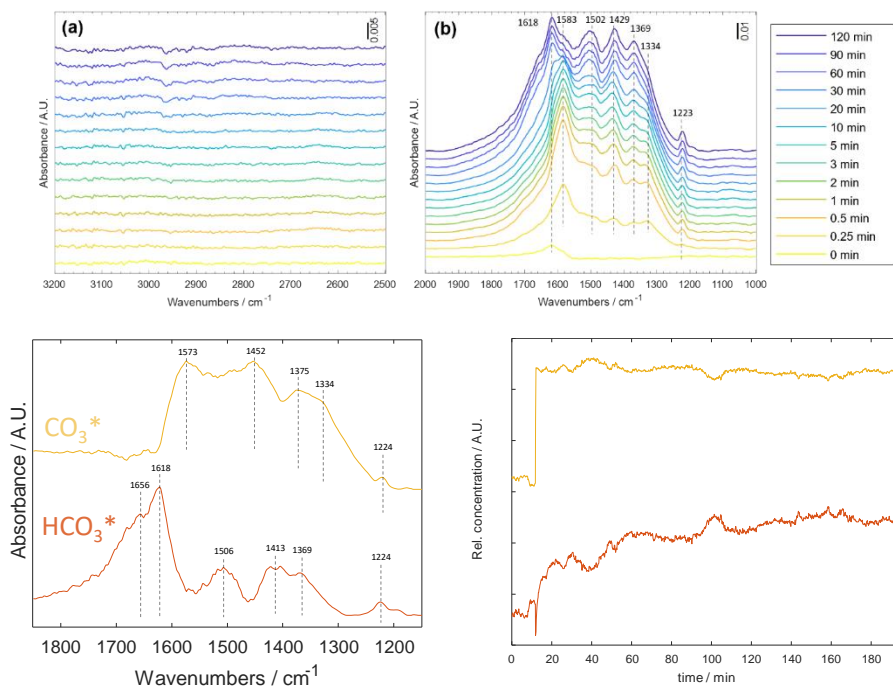 (a)
0.005
Absorbance / A.U.
3200 3100 3000 2900 2800 2700 2600 2500
Wavenumbers / cm-1
(b)
1618 1583 1502 1429 1369 1334 1223
0.01
Absorbance / A.U.
2000 1800 1600 1400 1200 1000
Wavenumbers / cm-1
120 min
90 min
60 min
30 min
20 min
10 min
5 min
3 min
2 min
1 min
0.5 min
0.25 min
0 min
1573 1452 1375 1334 1224
CO3*
1656 1618 1506 1413 1369 1224
HCO3*
Absorbance / A.U.
1800 1700 1600 1500 1400 1300 1200
Wavenumbers / cm-1
Rel. concentration / A.U.
0 20 40 60 80 100 120 140 160 180
time / min